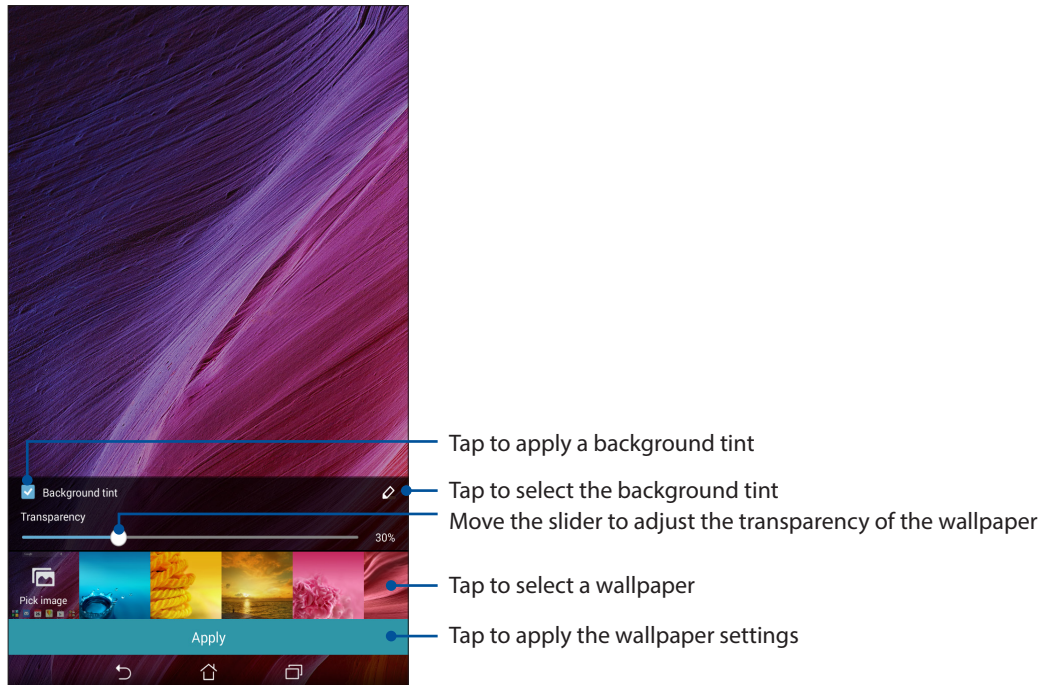 Tap to apply a background tint
Background tint
Tap to select the background tint
Transparency
Move the slider to adjust the transparency of the wallpaper
30%
Pick image
Tap to select a wallpaper
Apply
Tap to apply the wallpaper settings